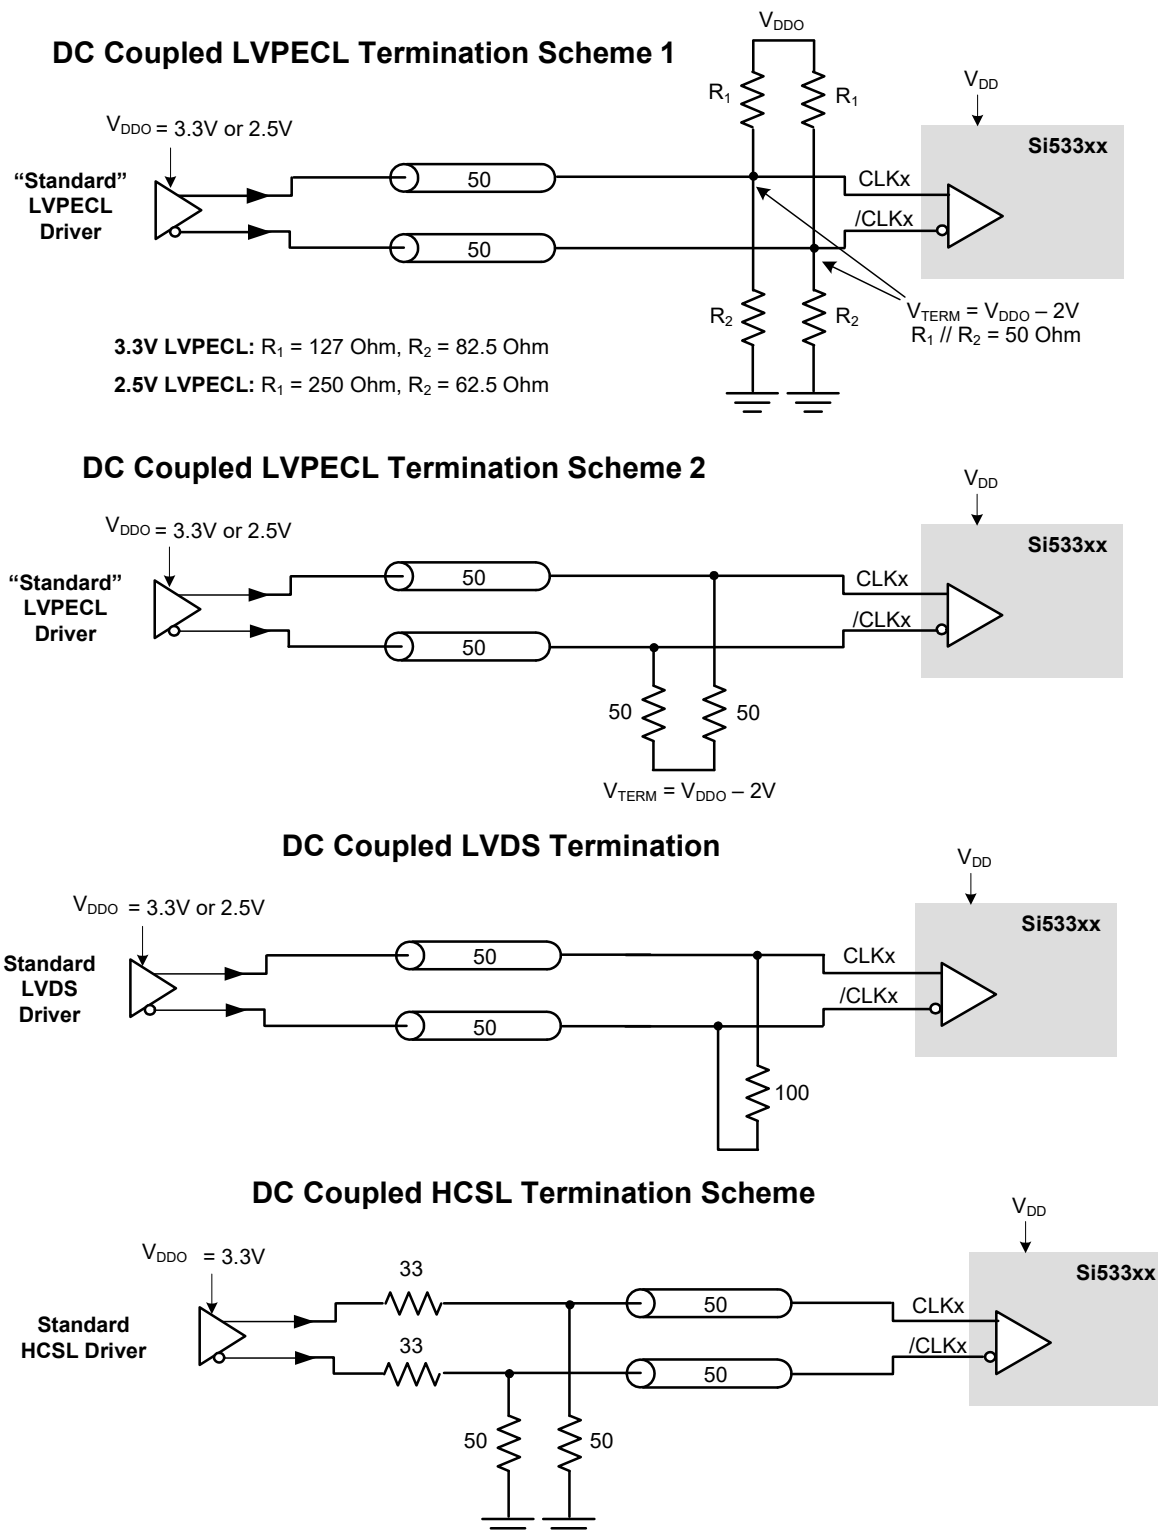 DC Coupled LVPECL Termination Scheme 1
VDDO
R1
R1
VDD
Si533xx
VDDO = 3.3V or 2.5V
“Standard”
LVPECL
Driver
50
50
CLKx
/CLKx
R2
R2
VTERM = VDDO – 2V
R1 // R2 = 50 Ohm
3.3V LVPECL: R1 = 127 Ohm, R2 = 82.5 Ohm
2.5V LVPECL: R1 = 250 Ohm, R2 = 62.5 Ohm
DC Coupled LVPECL Termination Scheme 2
VDD
Si533xx
VDDO = 3.3V or 2.5V
“Standard”
LVPECL
Driver
50
50
CLKx
/CLKx
50
50
VTERM = VDDO – 2V
DC Coupled LVDS Termination
VDD
Si533xx
VDDO = 3.3V or 2.5V
Standard
LVDS
Driver
50
50
CLKx
/CLKx
100
DC Coupled HCSL Termination Scheme
VDD
Si533xx
VDDO = 3.3V
Standard
HCSL Driver
33
33
50
50
CLKx
/CLKx
50
50